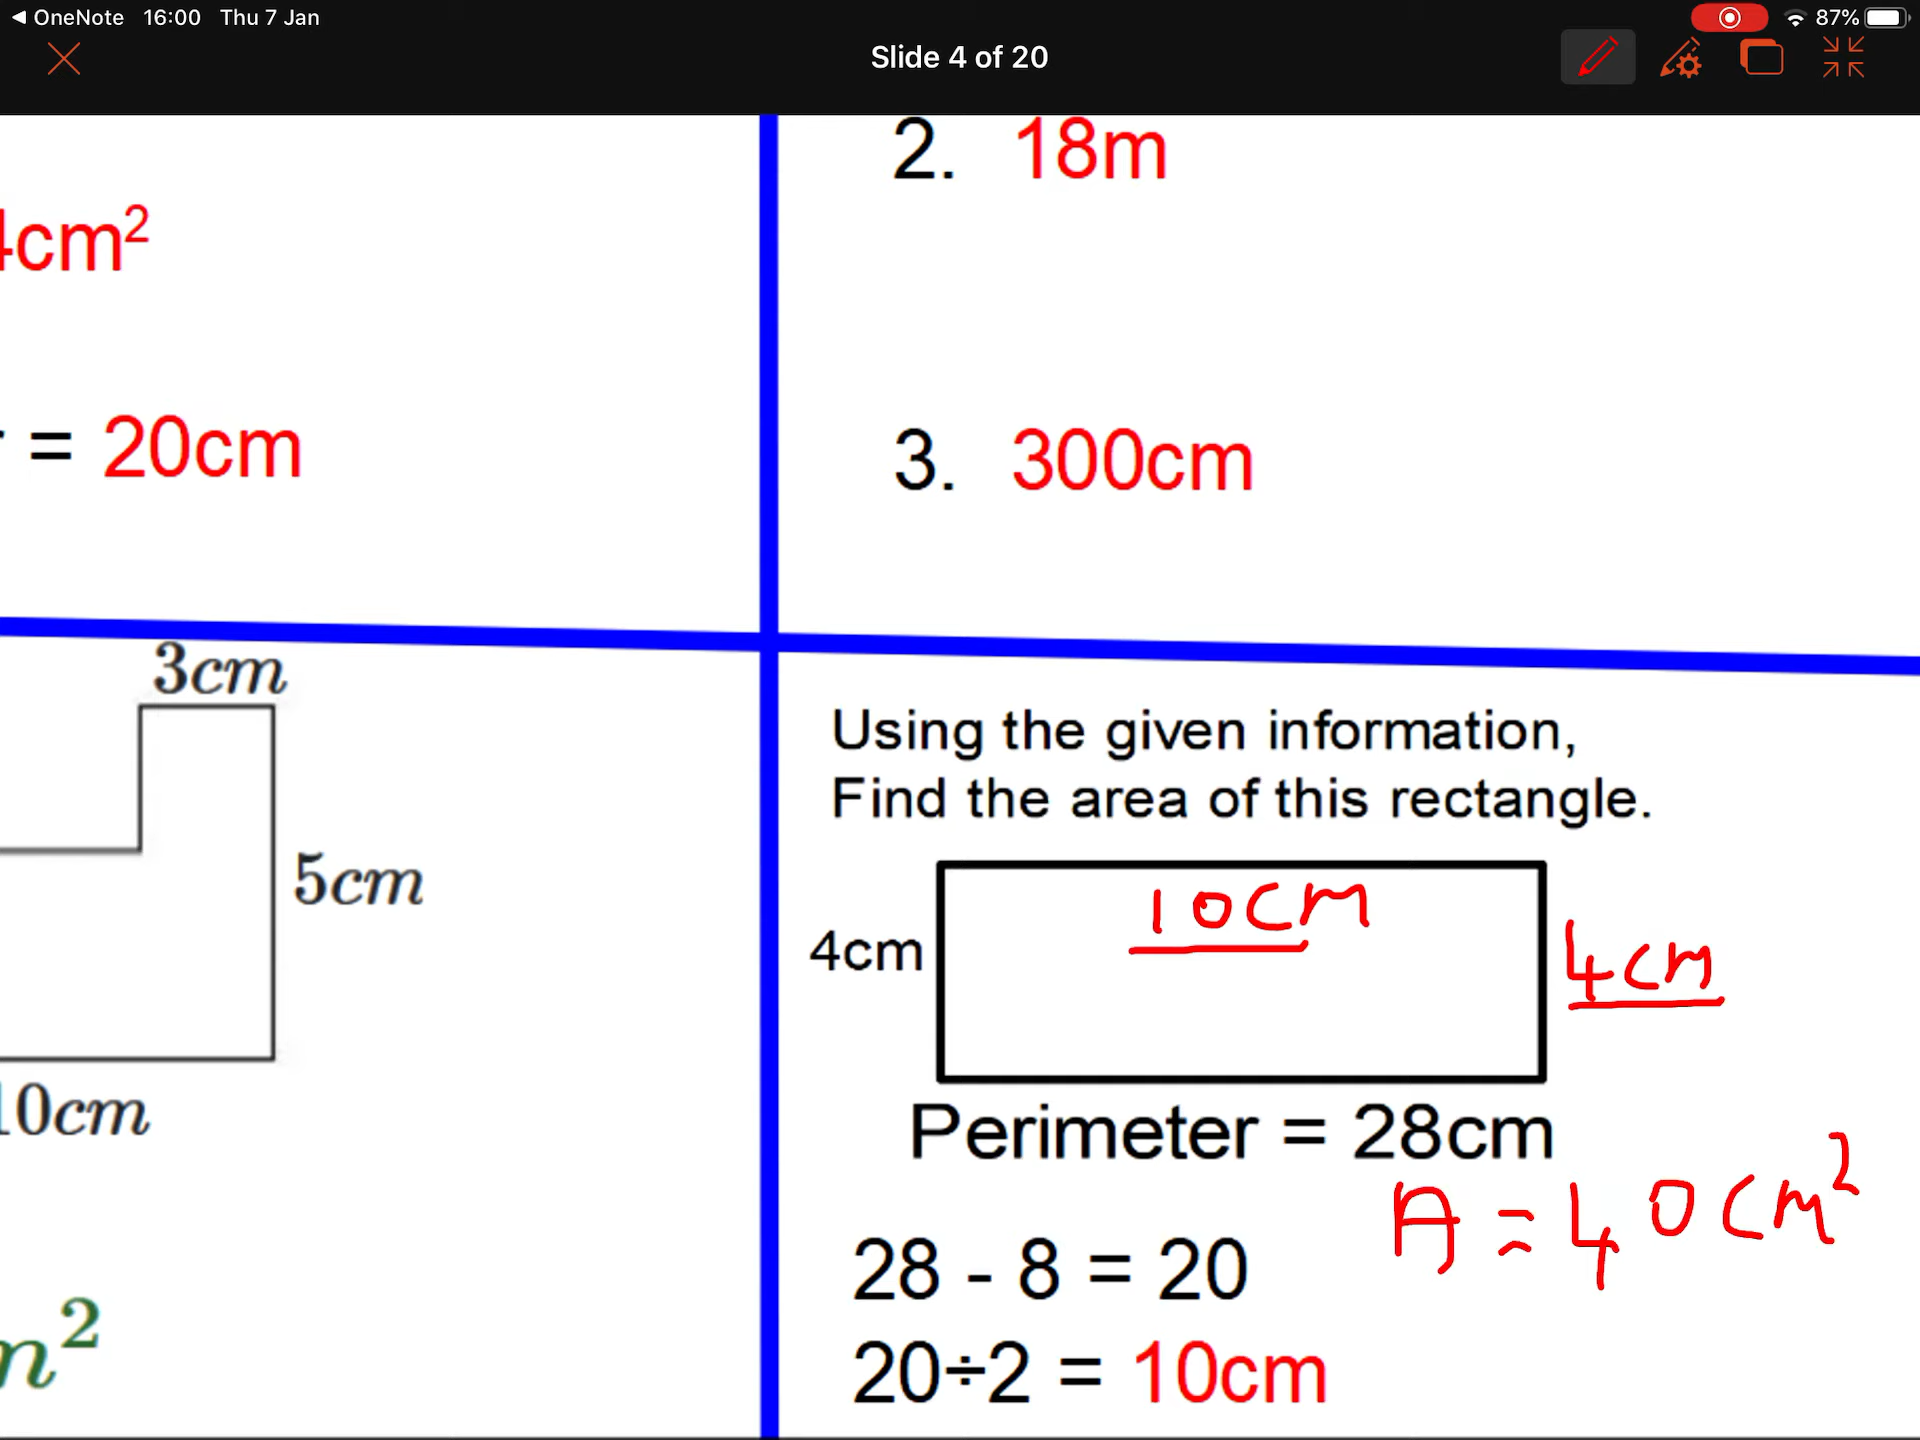 OneNote 16:00 Thu 7 Jan
87%
Slide 4 of 20
4cm²
= 20cm
2. 18m
3. 300cm
3cm
5cm
10cm
Using the given information,
Find the area of this rectangle.
10cm
4cm
4cm
Perimeter = 28cm
A = 40cm²
28 - 8 = 20
20÷2 = 10cm